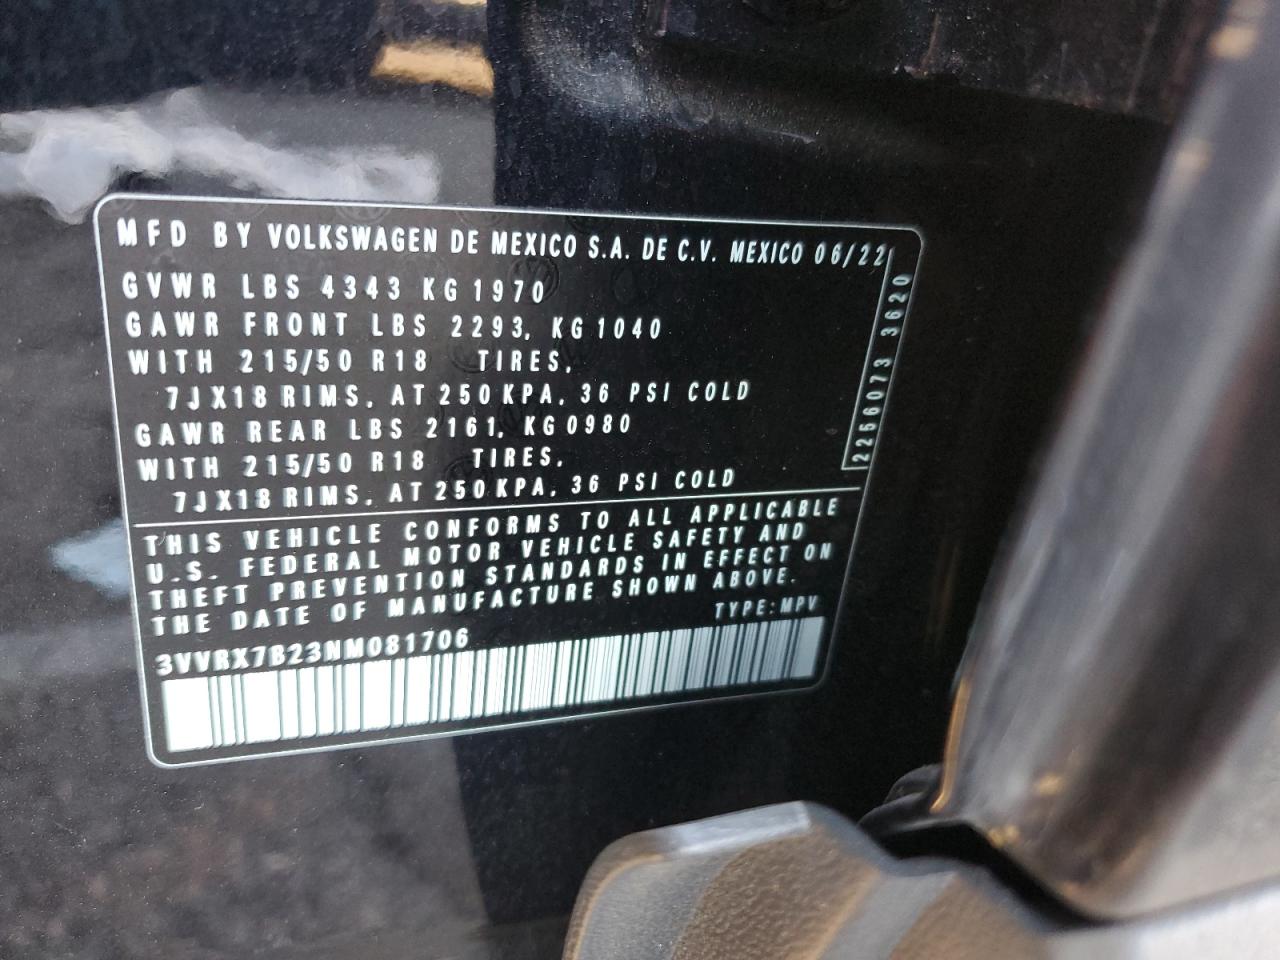 MFD BY VOLKSWAGEN DE MEXICO S.A. DE C.V. MEXICO 06/22
GVWR LBS 4343 KG 1970
GAWR FRONT LBS 2293, KG 1040
WITH 215/50 R18 TIRES,
7JX18 RIMS, AT 250 KPA, 36 PSI COLD
GAWR REAR LBS 2161, KG 0980
WITH 215/50 R18 TIRES,
7JX18 RIMS, AT 250 KPA, 36 PSI COLD
2256073 3620
THIS VEHICLE CONFORMS TO ALL APPLICABLE
U.S. FEDERAL MOTOR VEHICLE SAFETY AND
THEFT PREVENTION STANDARDS IN EFFECT ON
THE DATE OF MANUFACTURE SHOWN ABOVE.
TYPE: MPV
3VVRX7B23NM081706